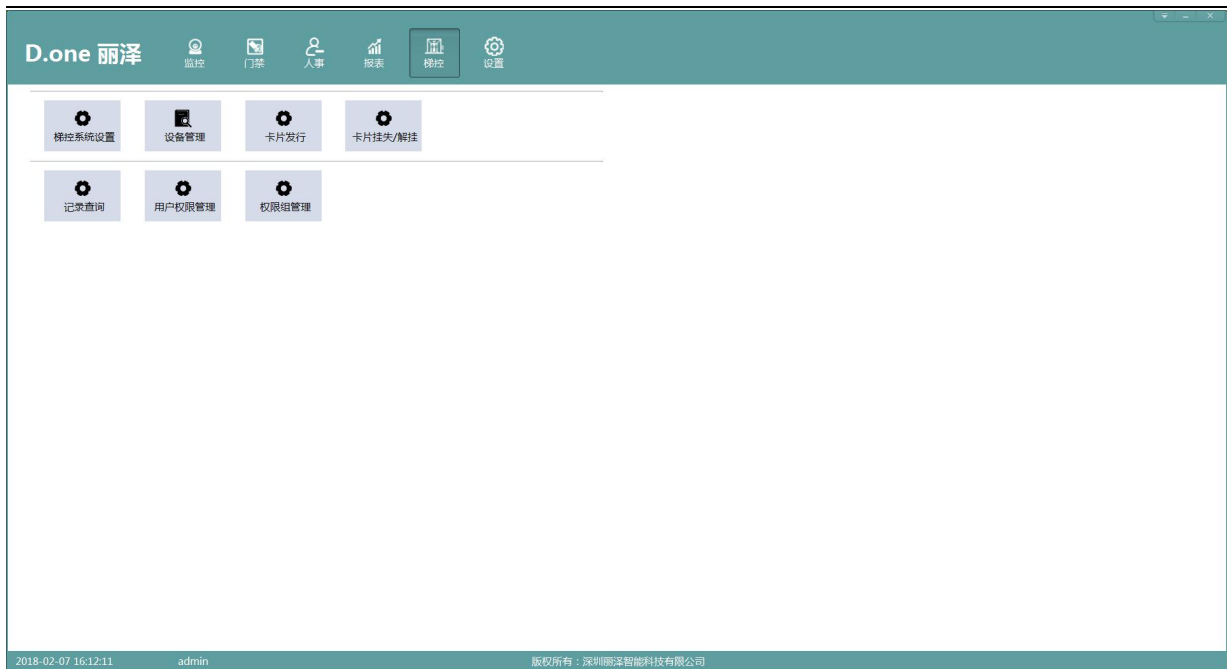 D.one 丽泽
监控 门禁 人事 报表 梯控 设置
梯控系统设置 设备管理 卡片发行 卡片挂失/解挂
记录查询 用户权限管理 权限组管理
2018-02-07 16:12:11 admin 版权所有：深圳丽泽智能科技有限公司